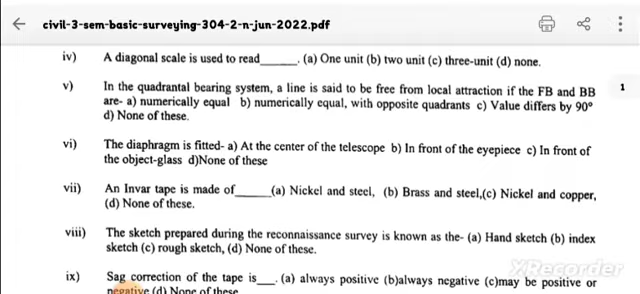 civil-3-sem-basic-surveying-304-2-n-jun-2022.pdf
iv) A diagonal scale is used to read______. (a) One unit (b) two unit (c) three-unit (d) none.
v) In the quadrantal bearing system, a line is said to be free from local attraction if the FB and BB 1
are- a) numerically equal b) numerically equal, with opposite quadrants c) Value differs by 90°
d) None of these.
vi) The diaphragm is fitted- a) At the center of the telescope b) In front of the eyepiece c) In front of
the object-glass d)None of these
vii) An Invar tape is made of_____(a) Nickel and steel, (b) Brass and steel,(c) Nickel and copper,
(d) None of these.
viii) The sketch prepared during the reconnaissance survey is known as the- (a) Hand sketch (b) index
sketch (c) rough sketch, (d) None of these.
XRecorder
ix) Sag correction of the tape is___. (a) always positive (b)always negative (c)may be positive or
negative (d) None of these